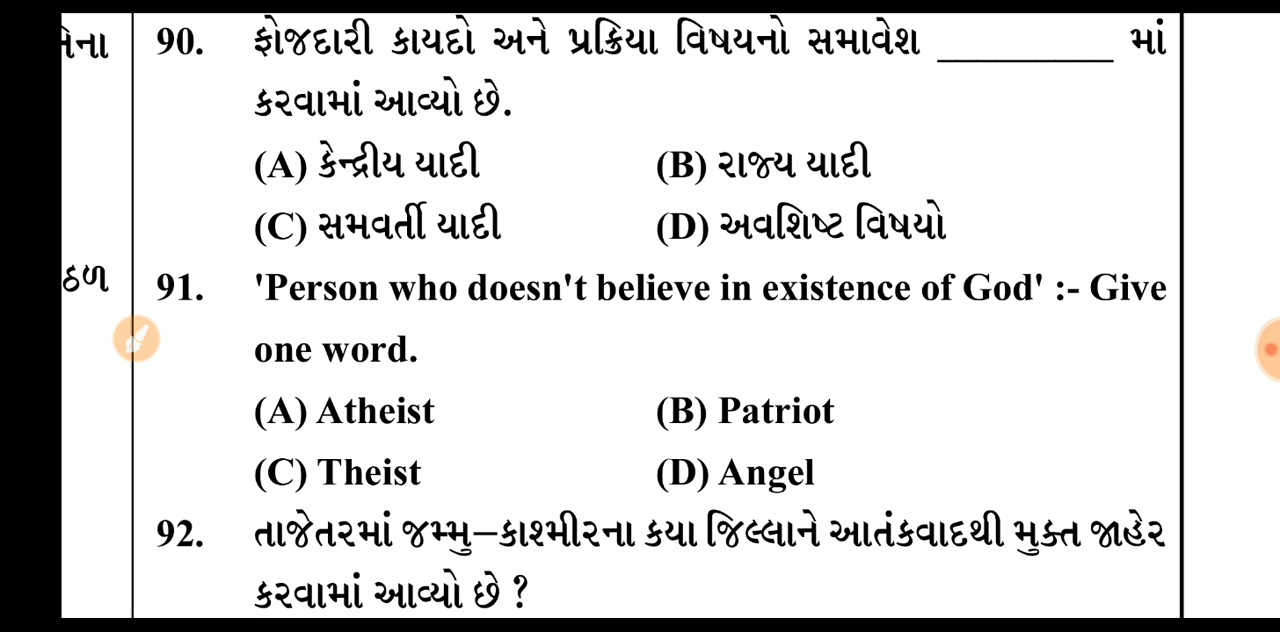 90. ફોજદારી કાયદો અને પ્રક્રિયા વિષયનો સમાવેશ __________ માં
કરવામાં આવ્યો છે.
(A) કેન્દ્રીય યાદી (B) રાજ્ય યાદી
(C) સમવર્તી યાદી (D) અવશિષ્ટ વિષયો
91. 'Person who doesn't believe in existence of God' :- Give
one word.
(A) Atheist (B) Patriot
(C) Theist (D) Angel
92. તાજેતરમાં જમ્મુ–કાશ્મીરના કયા જિલ્લાને આતંકવાદથી મુક્ત જાહેર
કરવામાં આવ્યો છે ?